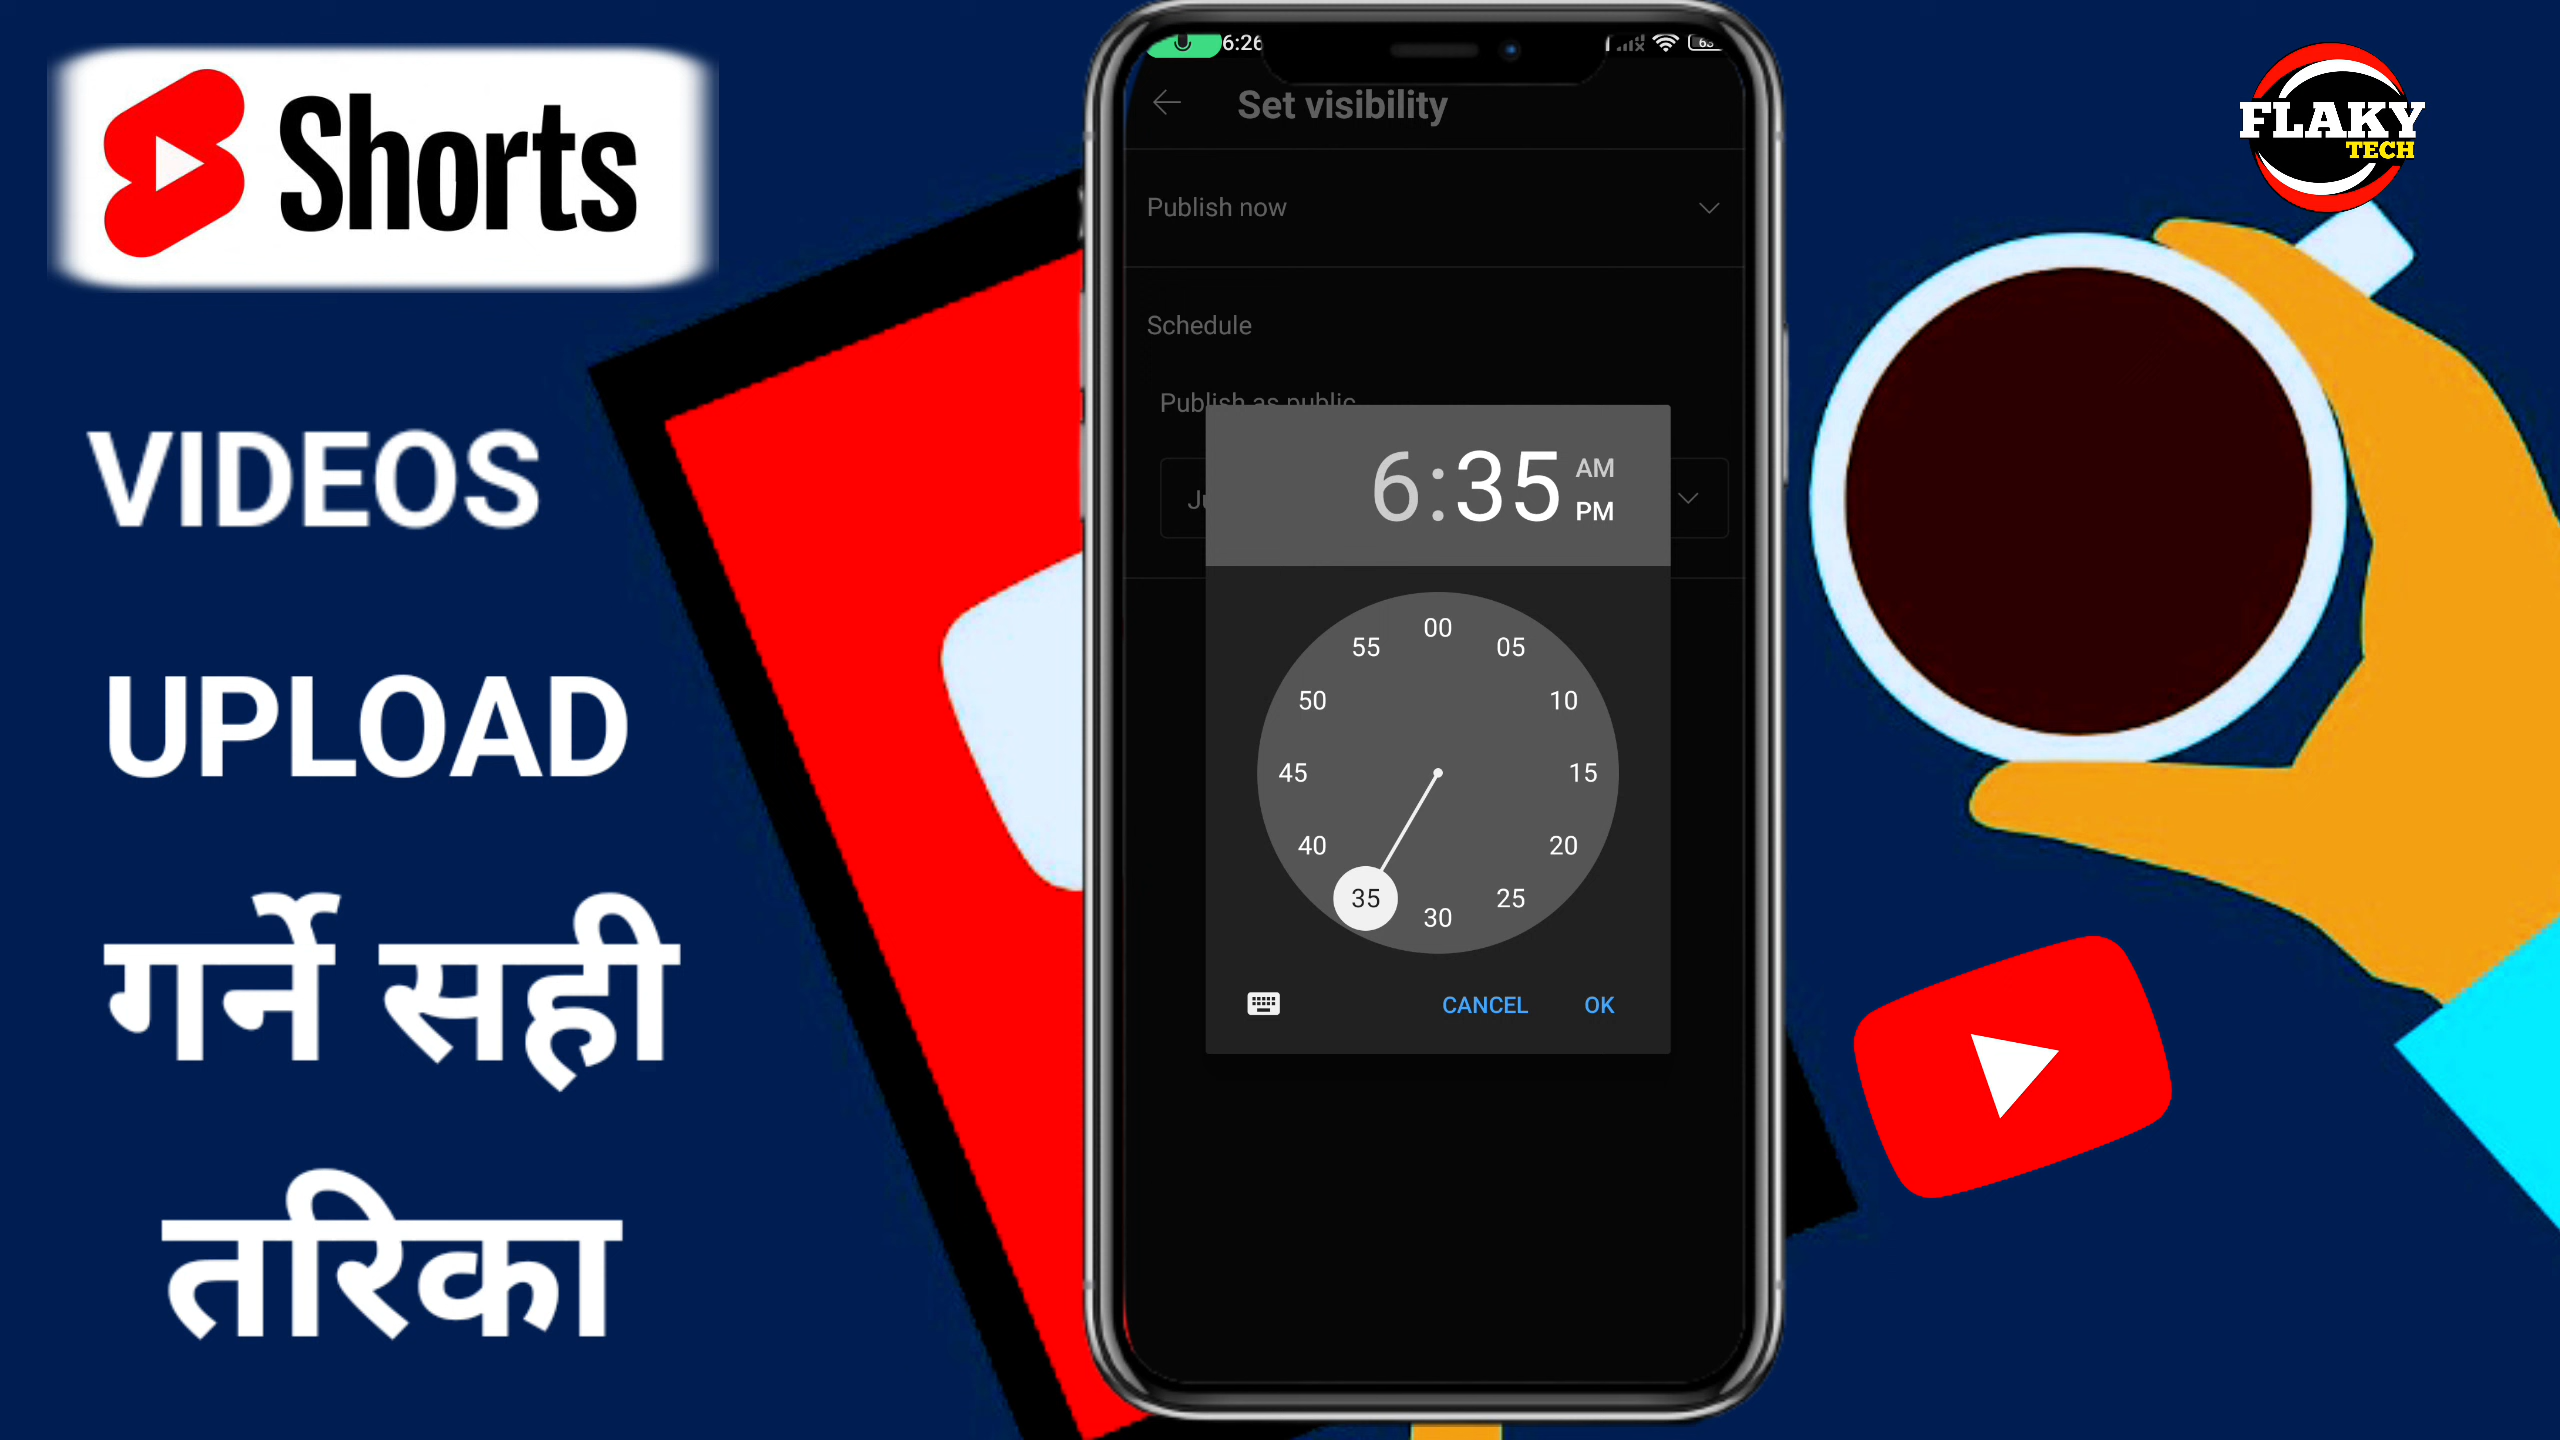 Shorts
VIDEOS
UPLOAD
गर्ने सही
तरिका
6:26
63
Set visibility
Publish now
Schedule
Publish as public
6:35
AM
PM
00
05
10
15
20
25
30
35
40
45
50
55
CANCEL
OK
FLAKY
TECH